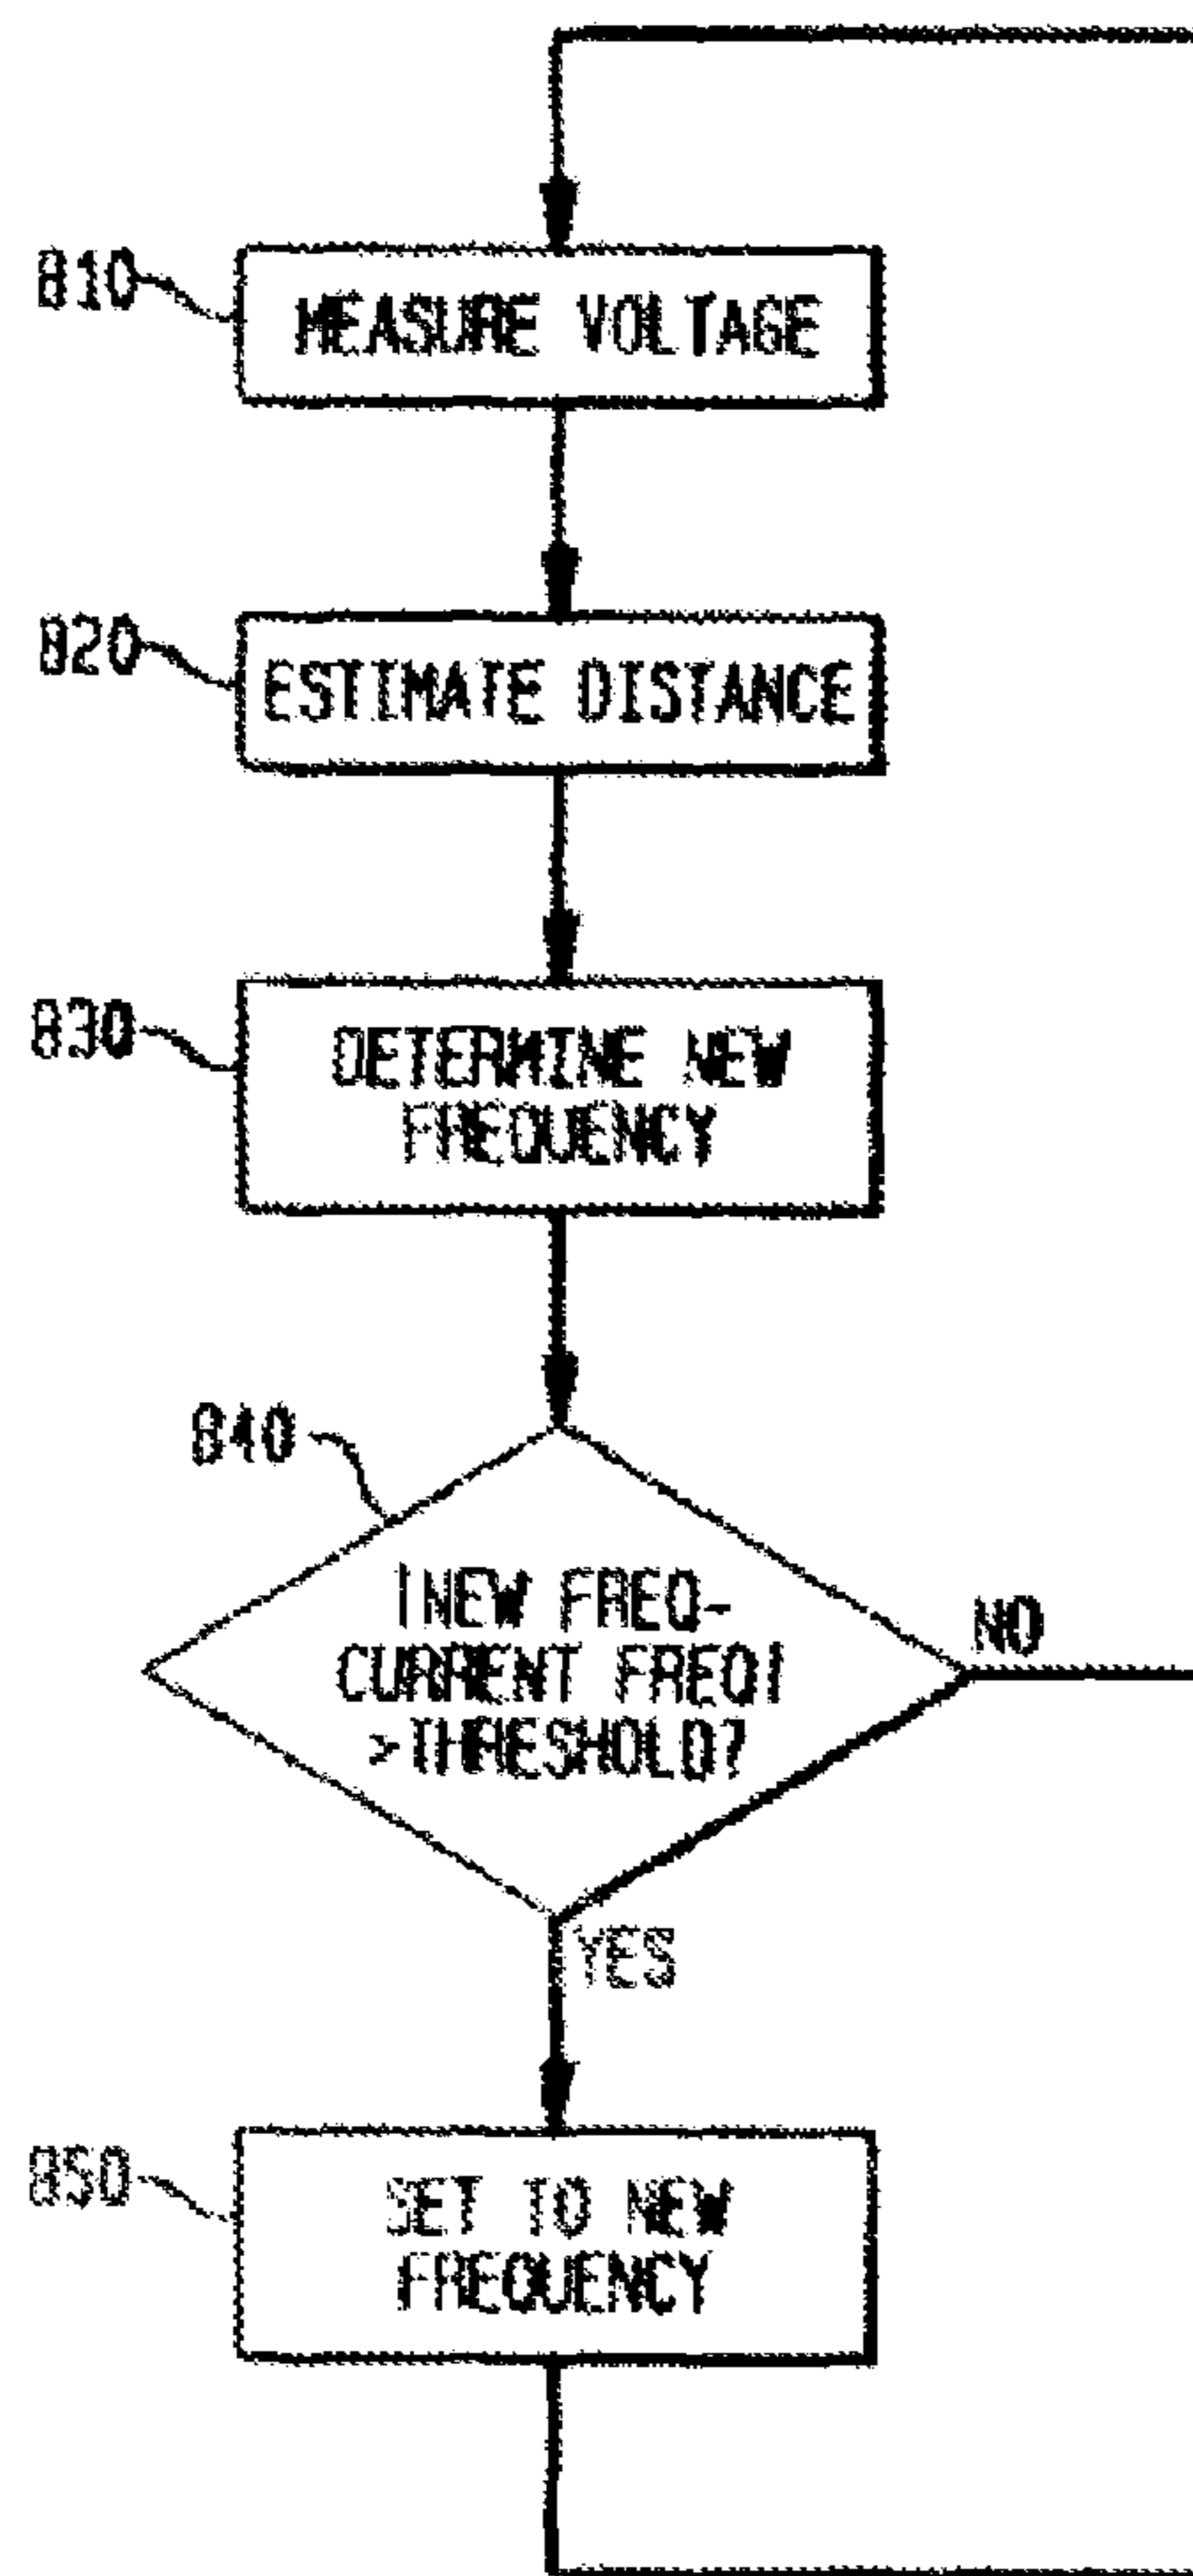 810
MEASURE VOLTAGE
820
ESTIMATE DISTANCE
830
DETERMINE NEW
FREQUENCY
840
|NEW FREQ-
CURRENT FREQ|
>THRESHOLD?
NO
YES
850
SET TO NEW
FREQUENCY